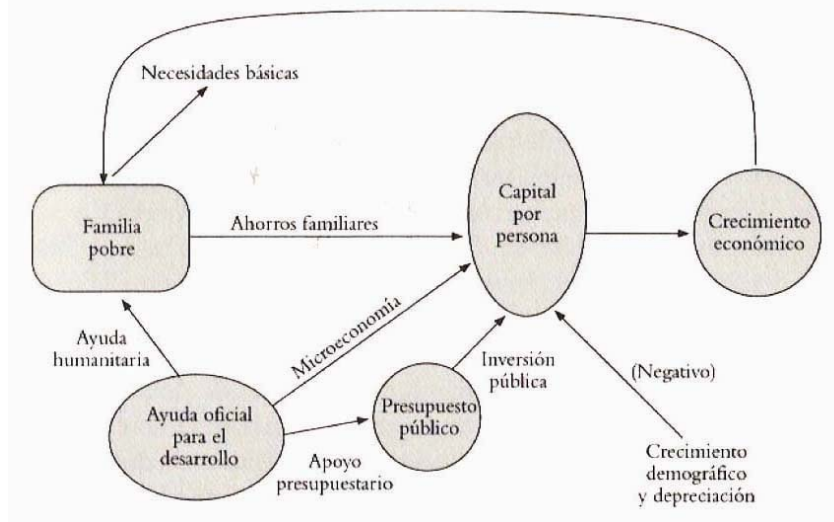 Necesidades básicas
Familia
pobre
Ahorros familiares
Capital
por
persona
Crecimiento
económico
Ayuda
humanitaria
Microeconomía
Inversión
pública
(Negativo)
Ayuda oficial
para el
desarrollo
Presupuesto
público
Apoyo
presupuestario
Crecimiento
demográfico
y depreciación